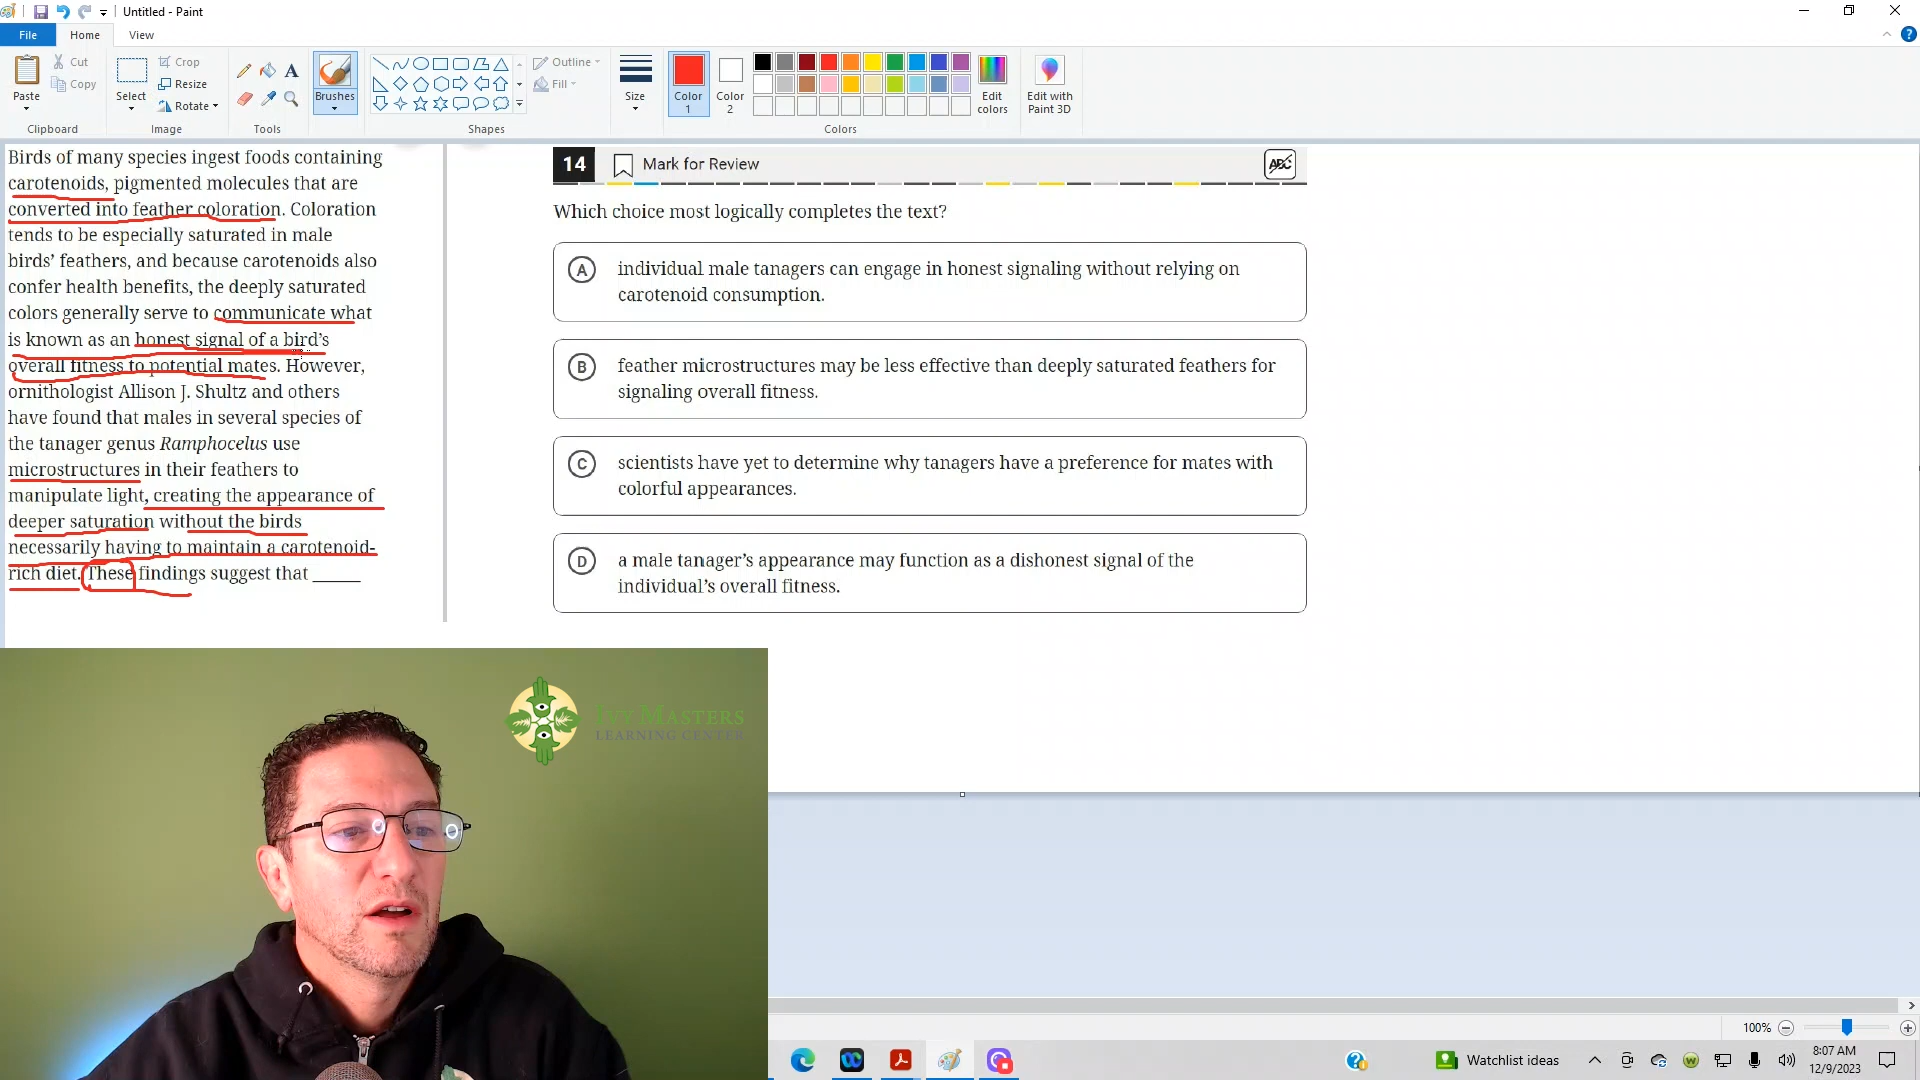 Untitled - Paint
File
Home
View
Paste
Cut
Copy
Clipboard
Select
Crop
Resize
Rotate
Image
A
Tools
Brushes
Outline
Fill
Shapes
Size
Color 1
Color 2
Edit colors
Edit with Paint 3D
Colors
Birds of many species ingest foods containing
carotenoids, pigmented molecules that are
converted into feather coloration. Coloration
tends to be especially saturated in male
birds’ feathers, and because carotenoids also
confer health benefits, the deeply saturated
colors generally serve to communicate what
is known as an honest signal of a bird’s
overall fitness to potential mates. However,
ornithologist Allison J. Shultz and others
have found that males in several species of
the tanager genus Ramphocelus use
microstructures in their feathers to
manipulate light, creating the appearance of
deeper saturation without the birds
necessarily having to maintain a carotenoid-
rich diet. These findings suggest that ______
14
Mark for Review
ABC
Which choice most logically completes the text?
A
individual male tanagers can engage in honest signaling without relying on
carotenoid consumption.
B
feather microstructures may be less effective than deeply saturated feathers for
signaling overall fitness.
C
scientists have yet to determine why tanagers have a preference for mates with
colorful appearances.
D
a male tanager’s appearance may function as a dishonest signal of the
individual’s overall fitness.
IVY MASTERS
LEARNING CENTER
100%
Watchlist ideas
8:07 AM
12/9/2023